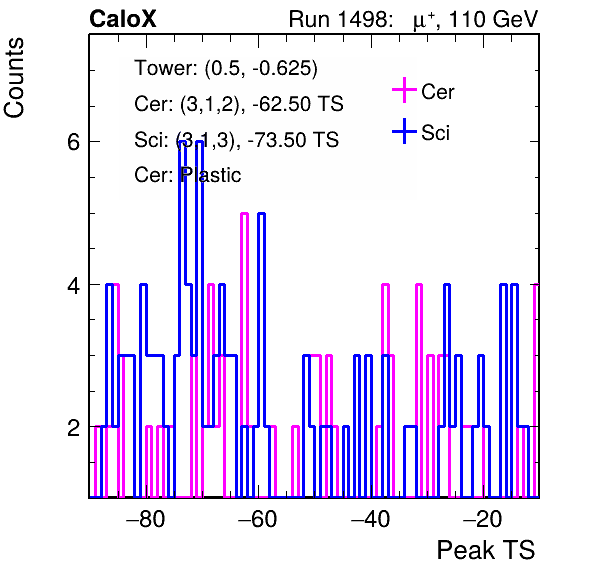 CaloX Run 1498: μ⁺, 110 GeV
Counts
Tower: (0.5, -0.625)
Cer: (3,1,2), -62.50 TS
Sci: (3,1,3), -73.50 TS
Cer: Plastic
Cer
Sci
6
4
2
−80 −60 −40 −20
Peak TS